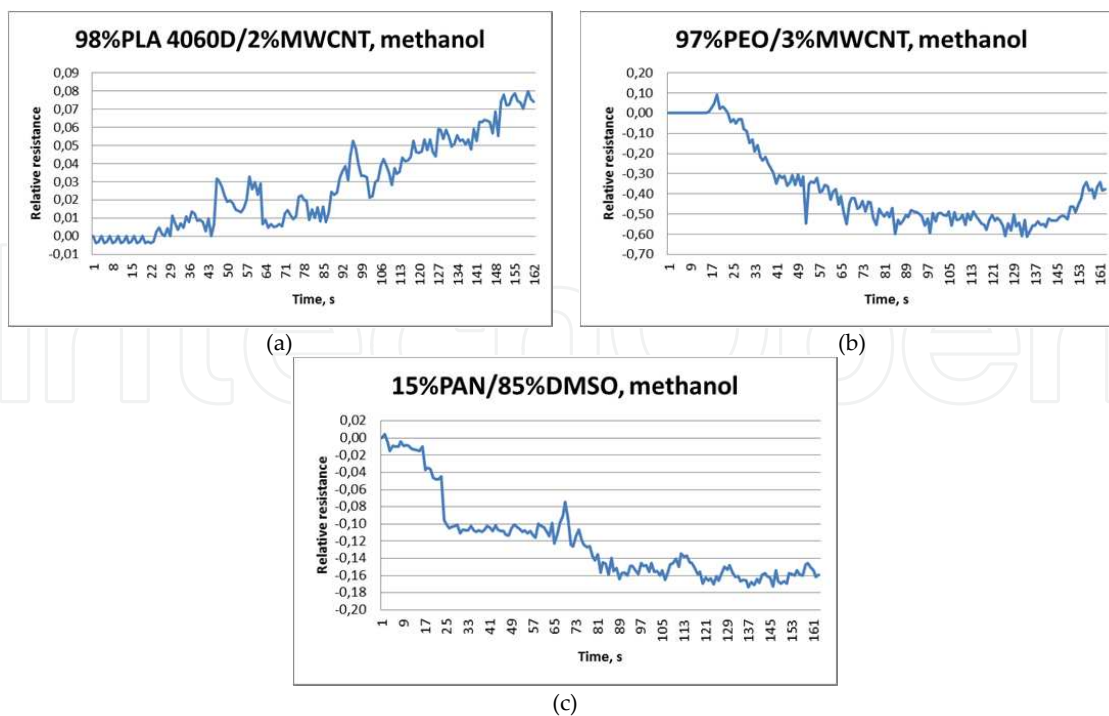 98%PLA 4060D/2%MWCNT, methanol
Relative resistance
0,09
0,08
0,07
0,06
0,05
0,04
0,03
0,02
0,01
0,00
-0,01
1 8 15 22 29 36 43 50 57 64 71 78 85 92 99 106 113 120 127 134 141 148 155 162
Time, s
(a)
97%PEO/3%MWCNT, methanol
Relative resistance
0,20
0,10
0,00
-0,10
-0,20
-0,30
-0,40
-0,50
-0,60
-0,70
1 9 17 25 33 41 49 57 65 73 81 89 97 105 113 121 129 137 145 153 161
Time, s
(b)
15%PAN/85%DMSO, methanol
Relative resistance
0,02
0,00
-0,02
-0,04
-0,06
-0,08
-0,10
-0,12
-0,14
-0,16
-0,18
-0,20
1 9 17 25 33 41 49 57 65 73 81 89 97 105 113 121 129 137 145 153 161
Time, s
(c)